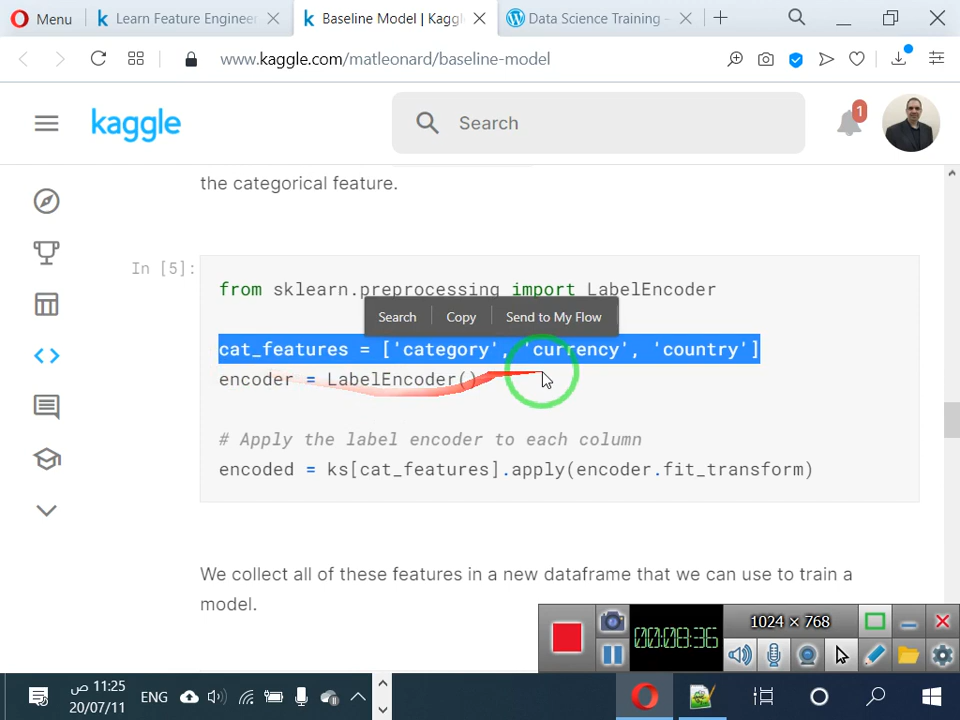 Menu
Learn Feature Engineer
Baseline Model | Kaggl
Data Science Training -
www.kaggle.com/matleonard/baseline-model
kaggle
Search
1
the categorical feature.
In [5]:
from sklearn.preprocessing import LabelEncoder
Search
Copy
Send to My Flow
cat_features = ['category', 'currency', 'country']
encoder = LabelEncoder()
# Apply the label encoder to each column
encoded = ks[cat_features].apply(encoder.fit_transform)
We collect all of these features in a new dataframe that we can use to train a
model.
00:08:36
1024 × 768
11:25 ص
20/07/11
ENG